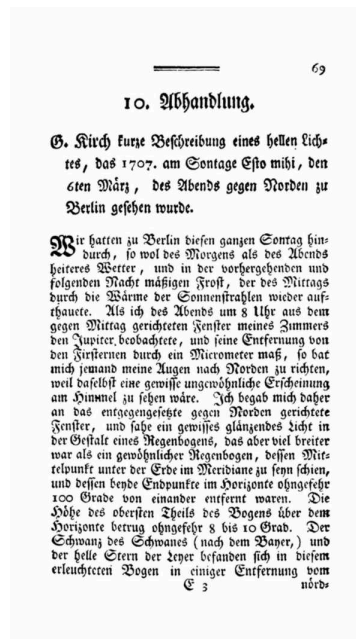 69
10. Abhandlung.
G. Kirch kurze Beschreibung eines hellen Lich-
tes, das 1707. am Sontage Esto mihi, den
6ten März, des Abends gegen Norden zu
Berlin gesehen wurde.
Wir hatten zu Berlin diesen ganzen Sontag hin-
durch, so wol des Morgens als des Abends
heiteres Wetter, und in der vorhergehenden und
folgenden Nacht mäßigen Frost, der des Mittags
durch die Wärme der Sonnenstrahlen wieder auf-
thauete. Als ich des Abends um 8 Uhr aus dem
gegen Mittag gerichteten Fenster meines Zimmers
den Jupiter beobachtete, und seine Entfernung von
den Firsternen durch ein Micrometer maß, so bat
mich jemand meine Augen nach Norden zu richten,
weil daselbst eine gewisse ungewöhnliche Erscheinung
am Himmel zu sehen wäre. Ich begab mich daher
an das entgegengesetzte gegen Norden gerichtete
Fenster, und sahe ein gewisses glänzendes Licht in
der Gestalt eines Regenbogens, das aber viel breiter
war als ein gewöhnlicher Regenbogen, dessen Mit-
telpunkt unter der Erde im Meridiane zu seyn schien,
und dessen beyde Endpunkte im Horizonte ohngefehr
100 Grade von einander entfernt waren. Die
Höhe des obersten Theils des Bogens über dem
Horizonte betrug ohngefehr 8 bis 10 Grad. Der
Schwanz des Schwanes (nach dem Bayer,) und
der helle Stern der Leyer befanden sich in diesem
erleuchteten Bogen in einiger Entfernung vom
E 3
nörd-